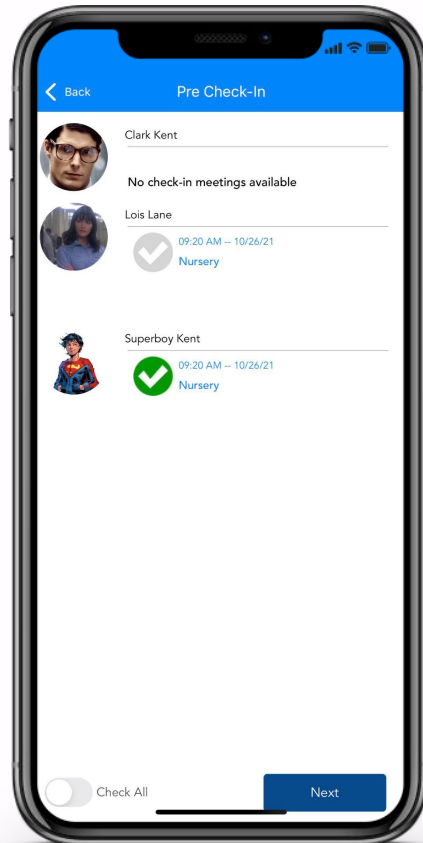 Back
Pre Check-In
Clark Kent
No check-in meetings available
Lois Lane
09:20 AM -- 10/26/21
Nursery
Superboy Kent
09:20 AM -- 10/26/21
Nursery
Check All
Next